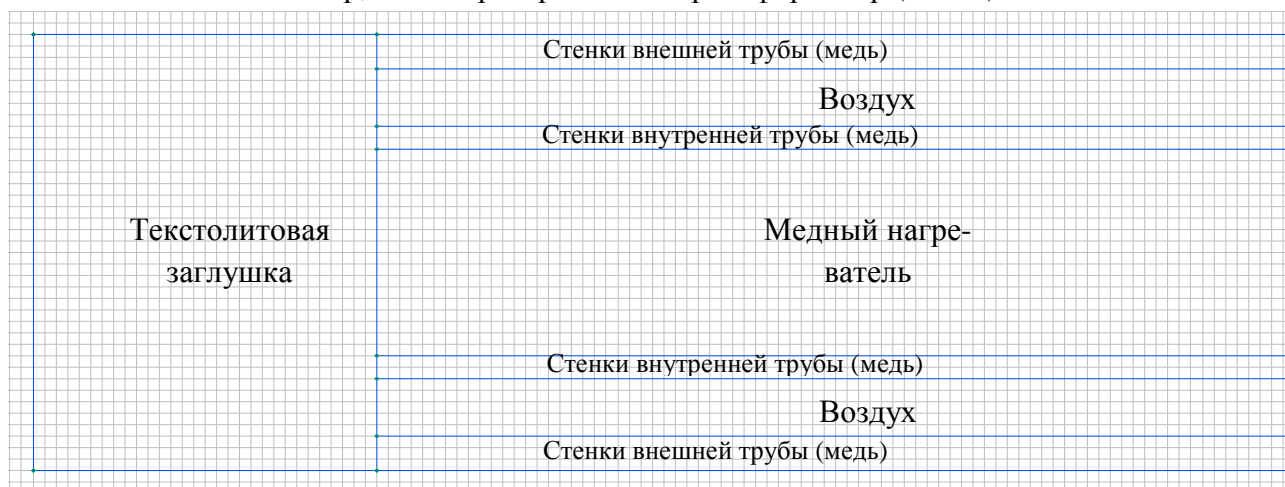 Стенки внешней трубы (медь)
Воздух
Стенки внутренней трубы (медь)
Текстолитовая
заглушка
Медный нагре-
ватель
Стенки внутренней трубы (медь)
Воздух
Стенки внешней трубы (медь)